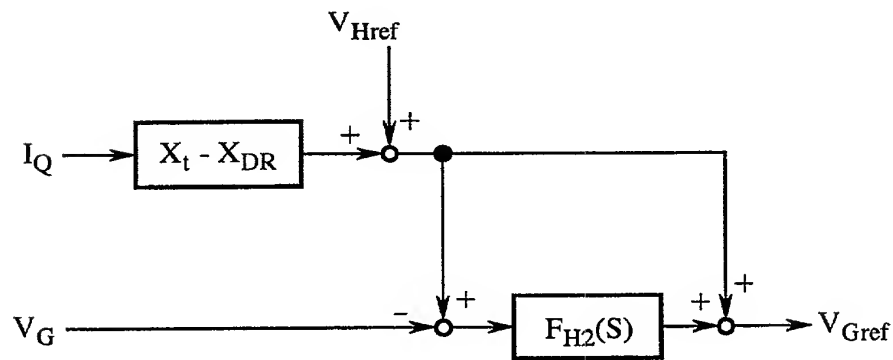 V_Href
+
+
I_Q
X_t - X_DR
+
+
-
+
V_G
F_H2(S)
V_Gref